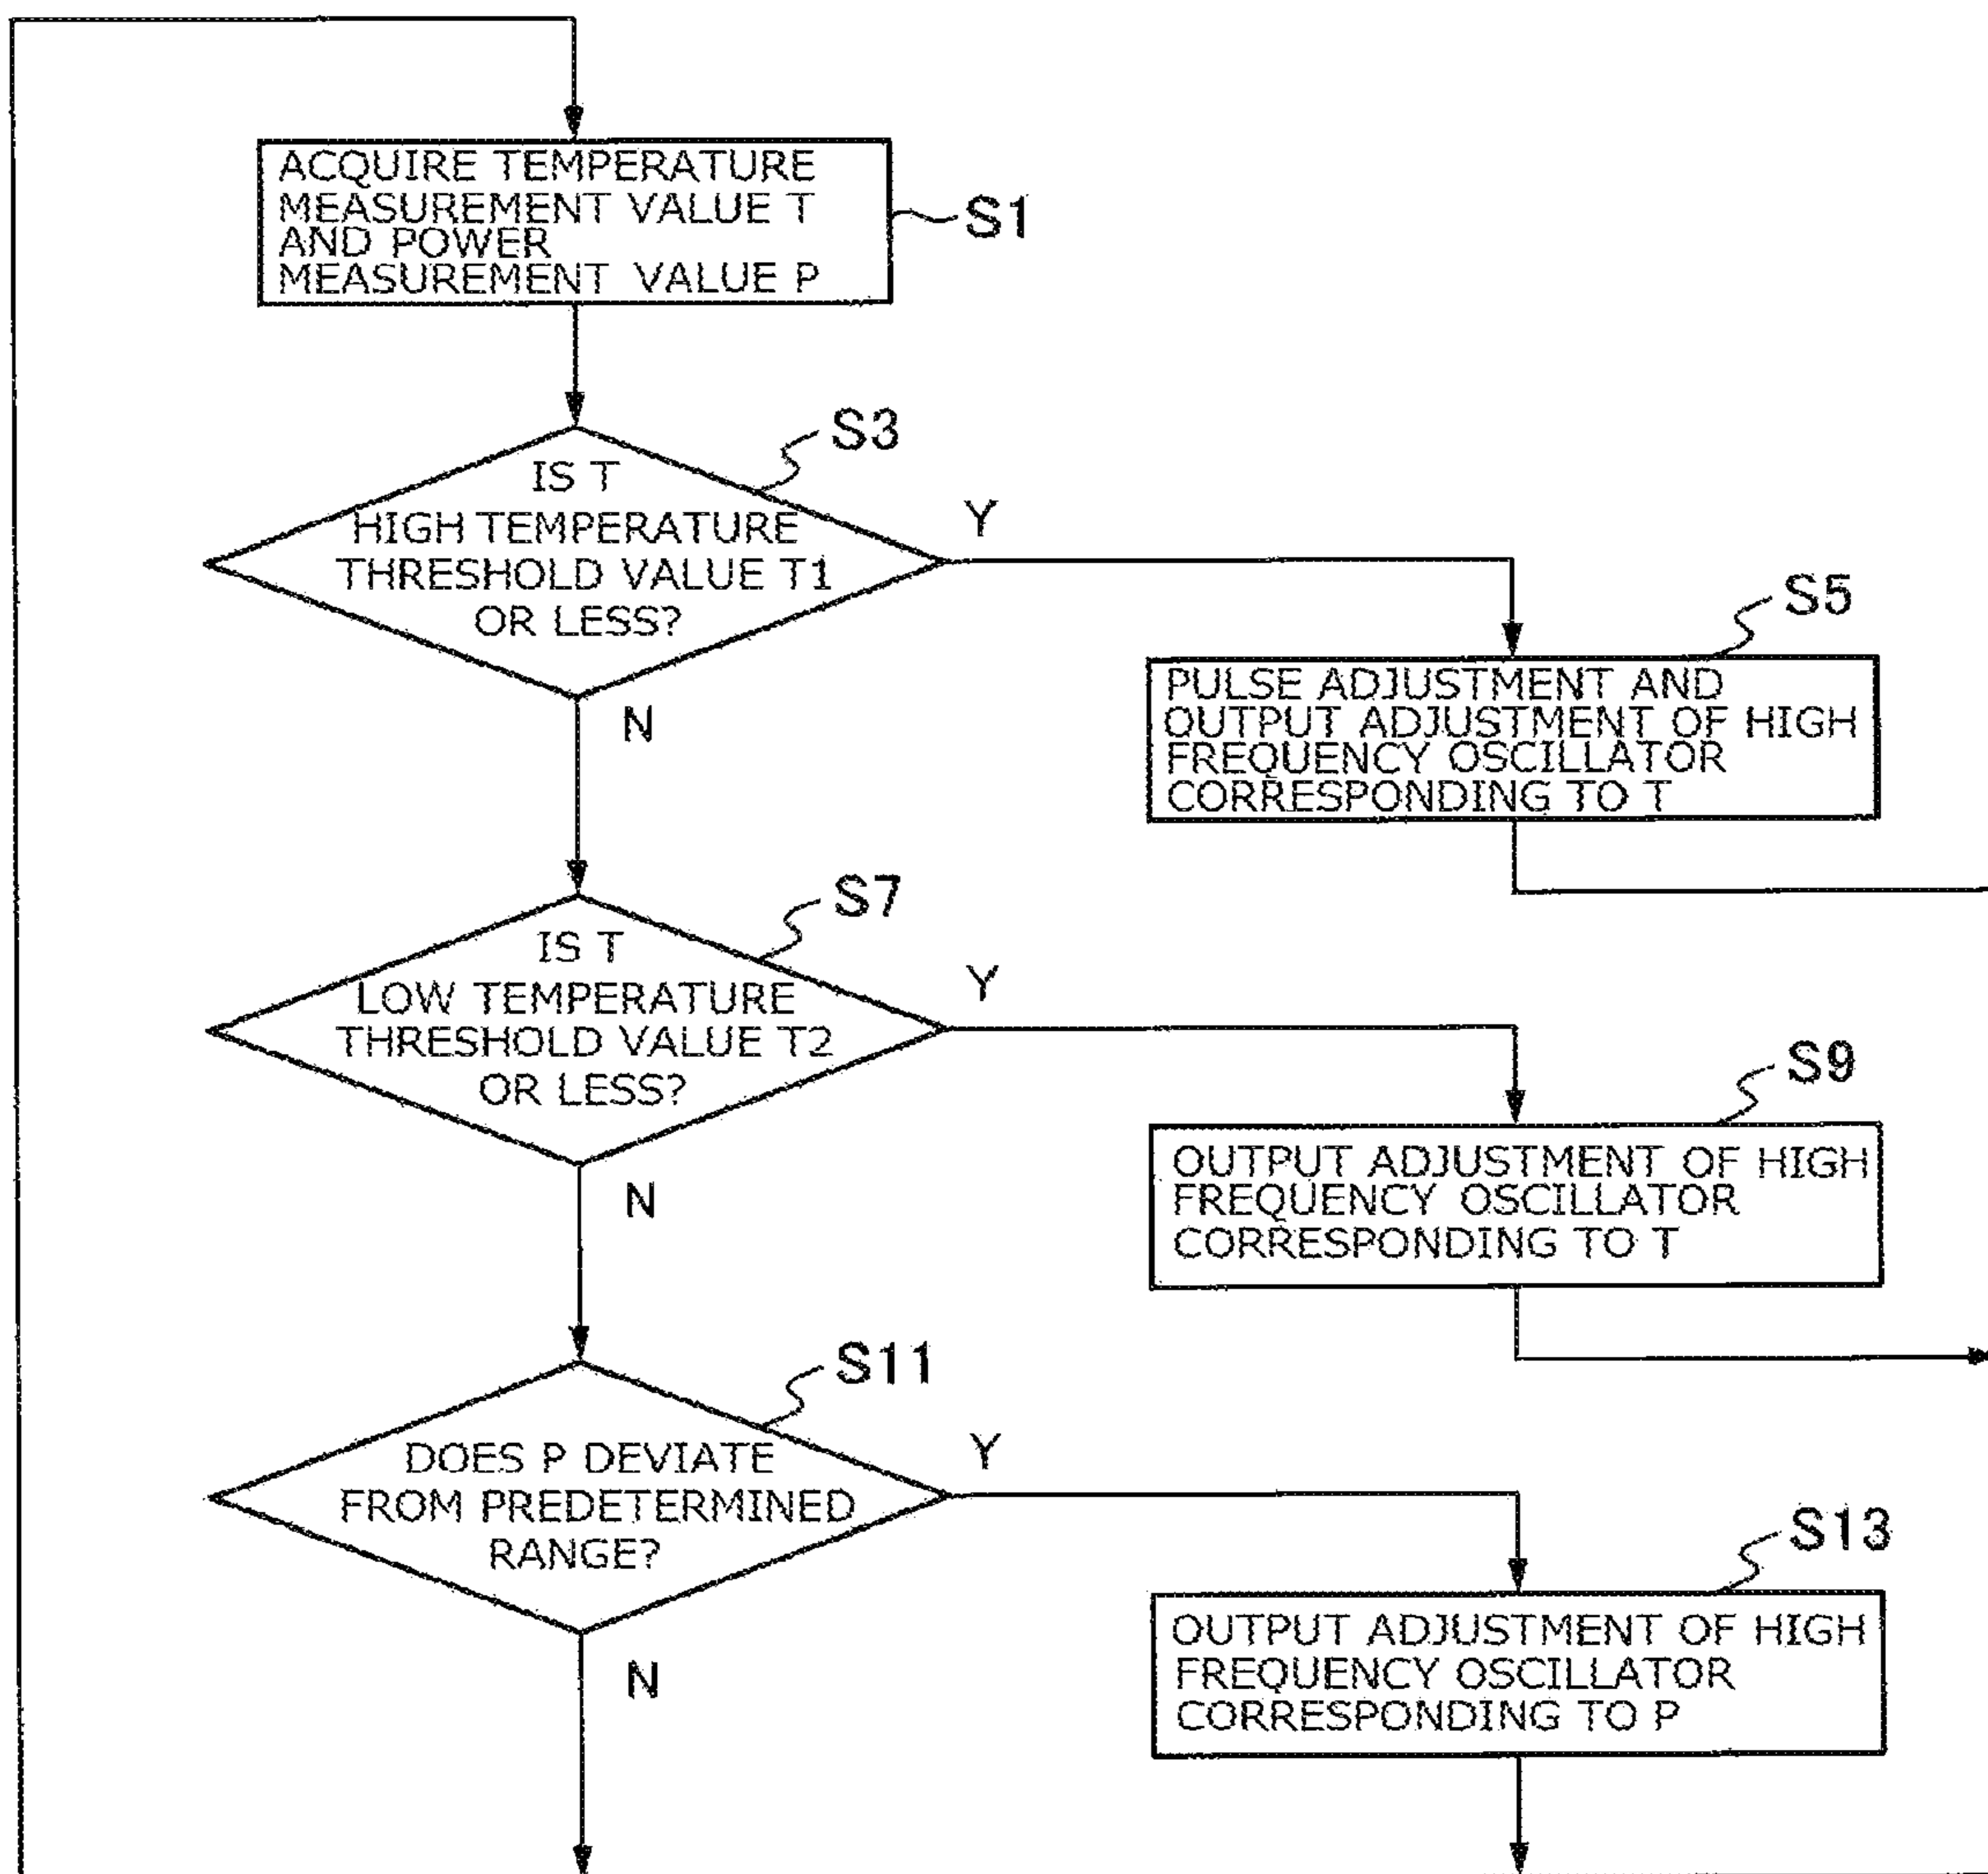 ACQUIRE TEMPERATURE
MEASUREMENT VALUE T
AND POWER
MEASUREMENT VALUE P
S1
S3
IS T
HIGH TEMPERATURE
THRESHOLD VALUE T1
OR LESS?
Y
N
S5
PULSE ADJUSTMENT AND
OUTPUT ADJUSTMENT OF HIGH
FREQUENCY OSCILLATOR
CORRESPONDING TO T
S7
IS T
LOW TEMPERATURE
THRESHOLD VALUE T2
OR LESS?
Y
N
S9
OUTPUT ADJUSTMENT OF HIGH
FREQUENCY OSCILLATOR
CORRESPONDING TO T
S11
DOES P DEVIATE
FROM PREDETERMINED
RANGE?
Y
N
S13
OUTPUT ADJUSTMENT OF HIGH
FREQUENCY OSCILLATOR
CORRESPONDING TO P